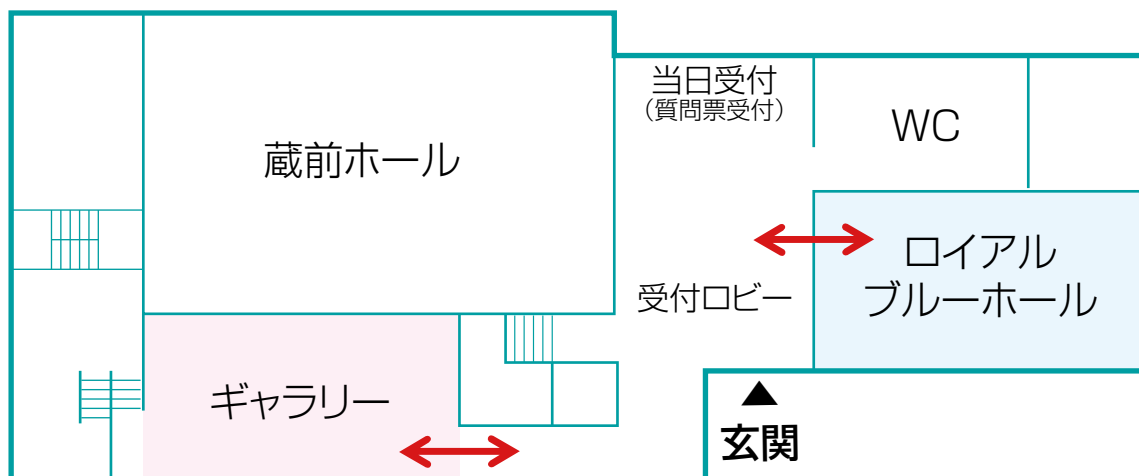 当日受付
（質問票受付）
WC
蔵前ホール
ロイアル
ブルーホール
受付ロビー
ギャラリー
玄関